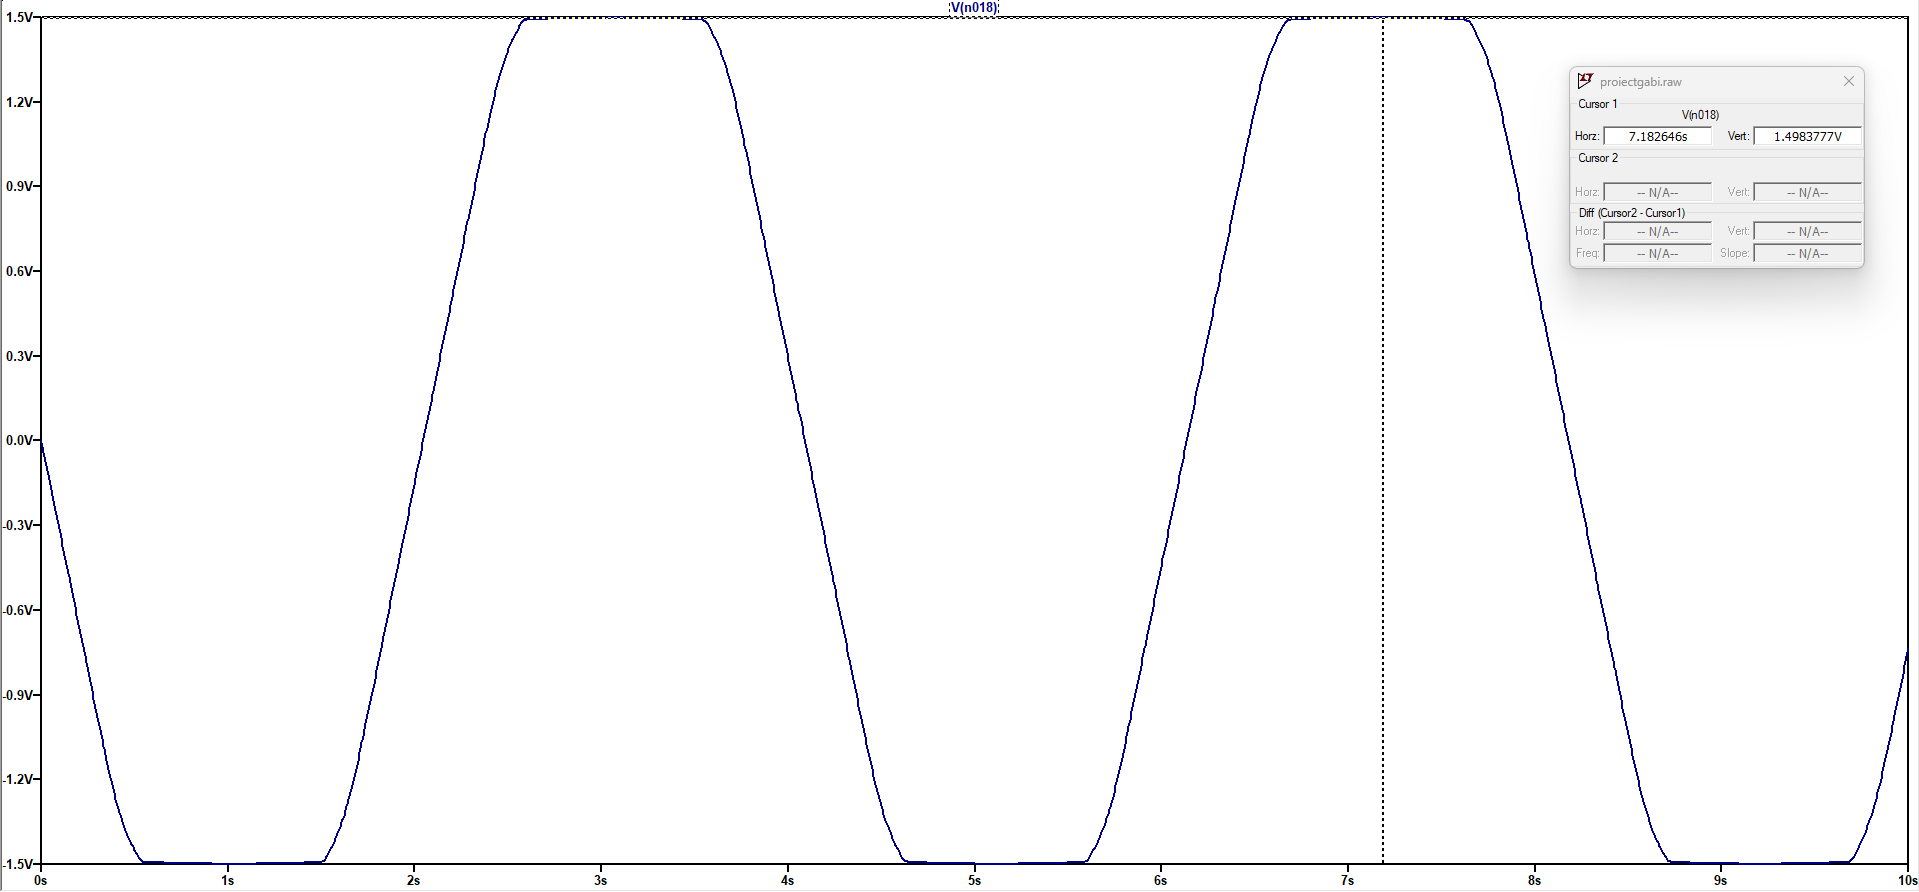 V(n018)
1.5V
1.2V
0.9V
0.6V
0.3V
0.0V
-0.3V
-0.6V
-0.9V
-1.2V
-1.5V
0s 1s 2s 3s 4s 5s 6s 7s 8s 9s 10s
proiectgabi.raw
Cursor 1
V(n018)
Horz: 7.182646s Vert: 1.4983777V
Cursor 2
Horz: -- N/A-- Vert: -- N/A--
Diff (Cursor2 - Cursor1)
Horz: -- N/A-- Vert: -- N/A--
Freq: -- N/A-- Slope: -- N/A--